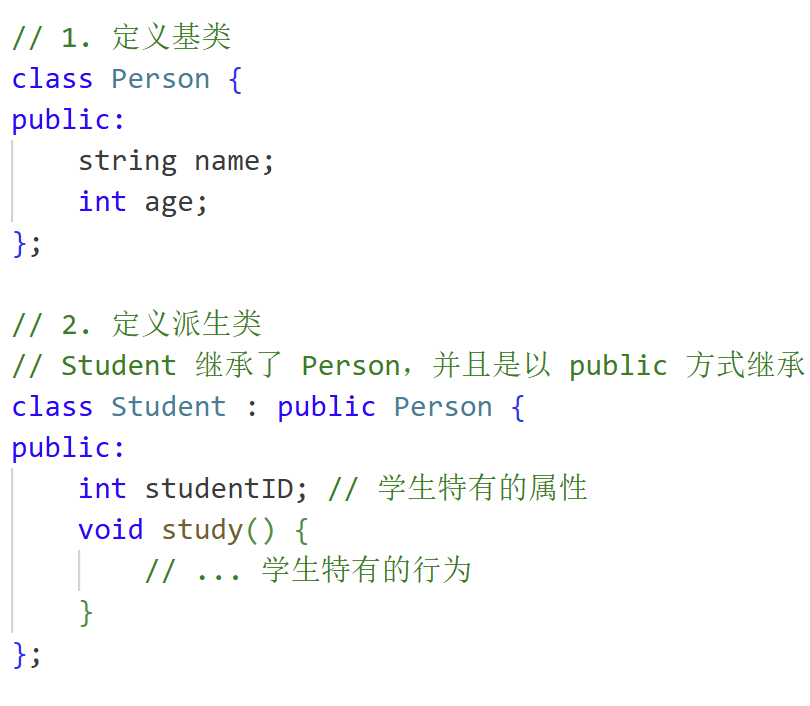 // 1. 定义基类
class Person {
public:
    string name;
    int age;
};
// 2. 定义派生类
// Student 继承了 Person，并且是以 public 方式继承
class Student : public Person {
public:
    int studentID; // 学生特有的属性
    void study() {
        // ... 学生特有的行为
    }
};